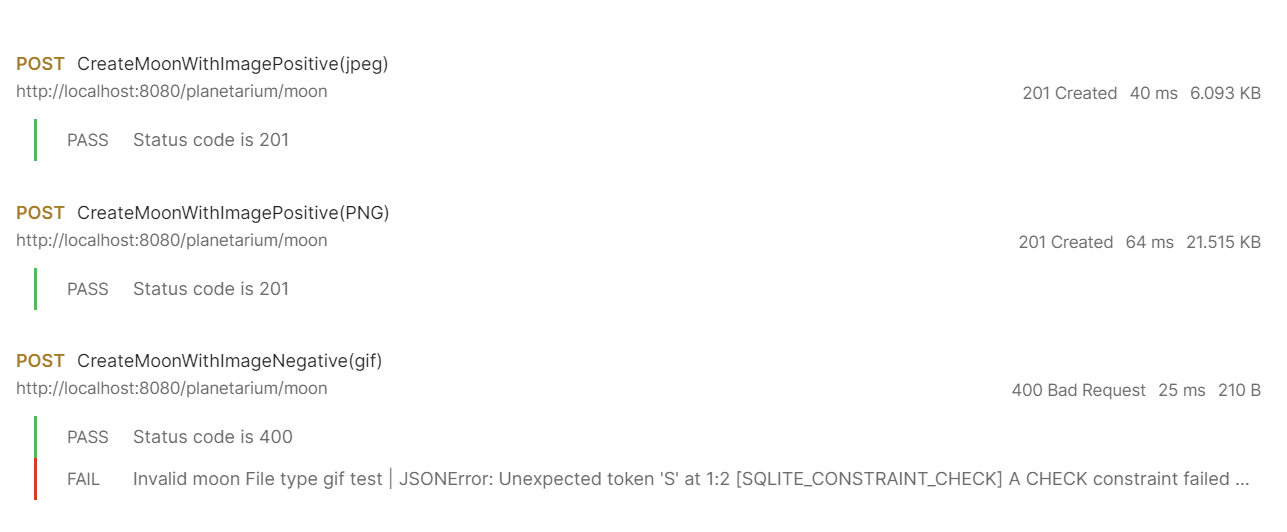 POST CreateMoonWithImagePositive(jpeg)
http://localhost:8080/planetarium/moon 201 Created 40 ms 6.093 KB
PASS Status code is 201
POST CreateMoonWithImagePositive(PNG)
http://localhost:8080/planetarium/moon 201 Created 64 ms 21.515 KB
PASS Status code is 201
POST CreateMoonWithImageNegative(gif)
http://localhost:8080/planetarium/moon 400 Bad Request 25 ms 210 B
PASS Status code is 400
FAIL Invalid moon File type gif test | JSONError: Unexpected token 'S' at 1:2 [SQLITE_CONSTRAINT_CHECK] A CHECK constraint failed ...